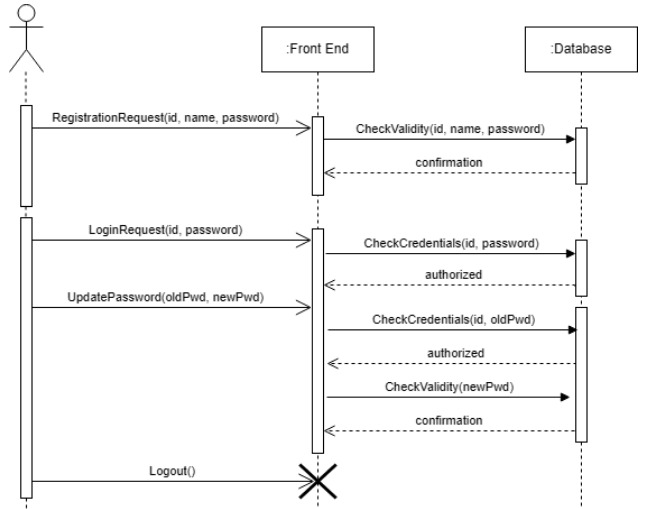 :Front End
:Database
RegistrationRequest(id, name, password)
CheckValidity(id, name, password)
confirmation
LoginRequest(id, password)
CheckCredentials(id, password)
authorized
UpdatePassword(oldPwd, newPwd)
CheckCredentials(id, oldPwd)
authorized
CheckValidity(newPwd)
confirmation
Logout()